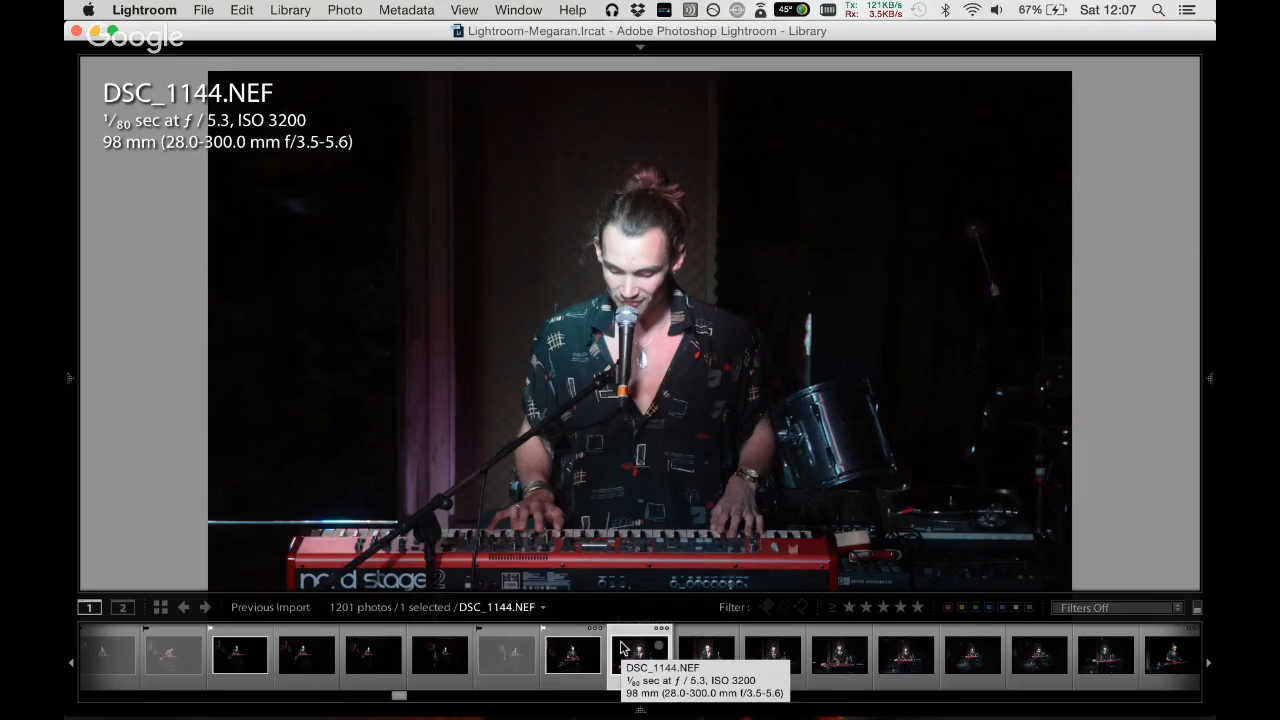 Lightroom File Edit Library Photo Metadata View Window Help 45° Tx: 121KB/s Rx: 3.5KB/s 67% Sat 12:07
Google
Lightroom-Megaran.lrcat - Adobe Photoshop Lightroom - Library
DSC_1144.NEF
1/80 sec at ƒ / 5.3, ISO 3200
98 mm (28.0-300.0 mm f/3.5-5.6)
nord stage 2
1 2 Previous Import 1201 photos / 1 selected / DSC_1144.NEF Filter : ≥ ★★★★★ Filters Off
DSC_1144.NEF
1/80 sec at ƒ / 5.3, ISO 3200
98 mm (28.0-300.0 mm f/3.5-5.6)